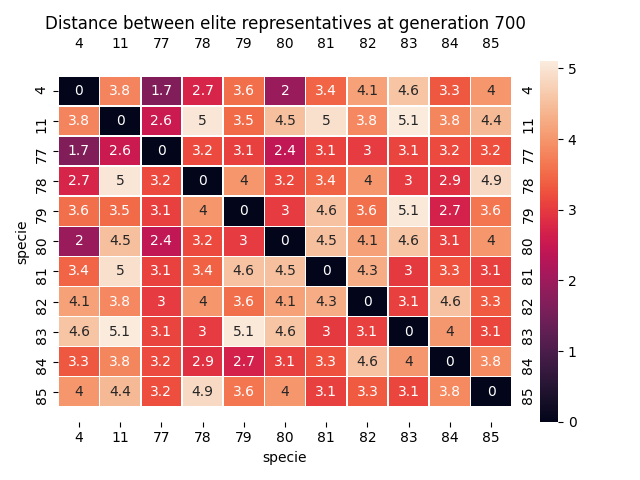 Distance between elite representatives at generation 700
4 11 77 78 79 80 81 82 83 84 85
4 0 3.8 1.7 2.7 3.6 2 3.4 4.1 4.6 3.3 4 4
11 3.8 0 2.6 5 3.5 4.5 5 3.8 5.1 3.8 4.4 11
77 1.7 2.6 0 3.2 3.1 2.4 3.1 3 3.1 3.2 3.2 77
78 2.7 5 3.2 0 4 3.2 3.4 4 3 2.9 4.9 78
79 3.6 3.5 3.1 4 0 3 4.6 3.6 5.1 2.7 3.6 79
80 2 4.5 2.4 3.2 3 0 4.5 4.1 4.6 3.1 4 80
81 3.4 5 3.1 3.4 4.6 4.5 0 4.3 3 3.3 3.1 81
82 4.1 3.8 3 4 3.6 4.1 4.3 0 3.1 4.6 3.3 82
83 4.6 5.1 3.1 3 5.1 4.6 3 3.1 0 4 3.1 83
84 3.3 3.8 3.2 2.9 2.7 3.1 3.3 4.6 4 0 3.8 84
85 4 4.4 3.2 4.9 3.6 4 3.1 3.3 3.1 3.8 0 85
4 11 77 78 79 80 81 82 83 84 85
specie
specie
5
4
3
2
1
0